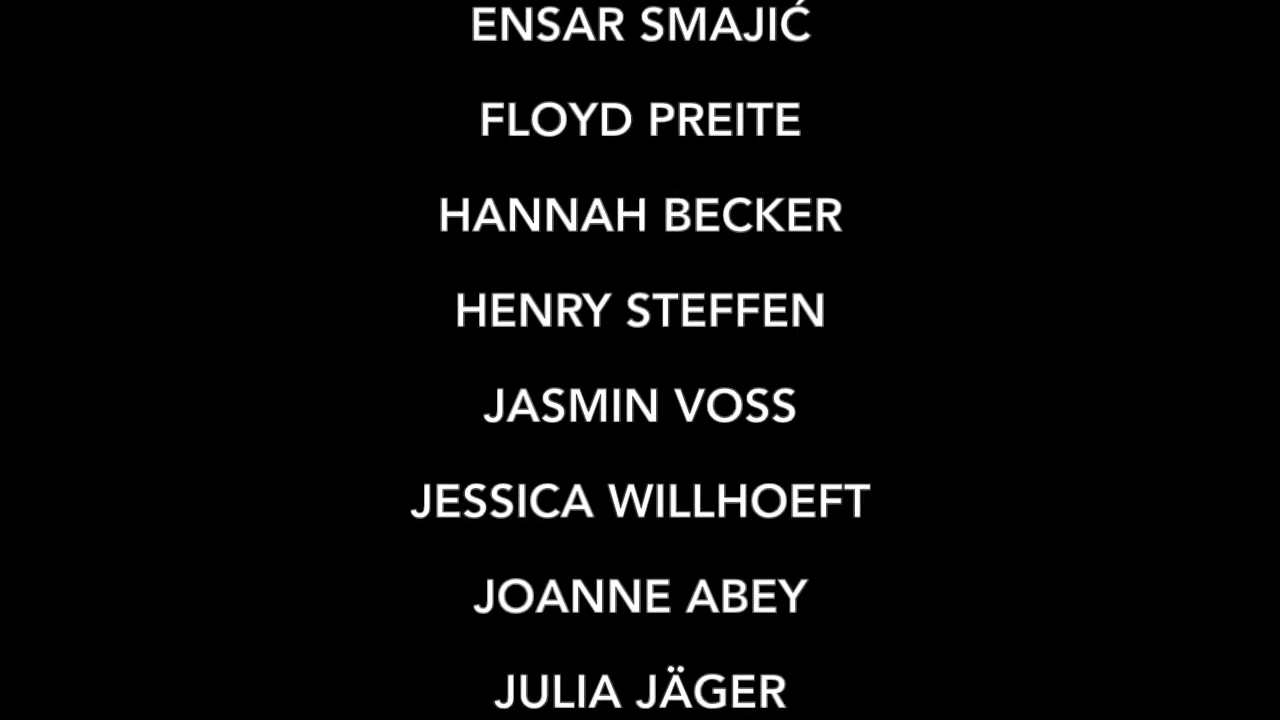 ENSAR SMAJIĆ
FLOYD PREITE
HANNAH BECKER
HENRY STEFFEN
JASMIN VOSS
JESSICA WILLHOEFT
JOANNE ABEY
JULIA JÄGER